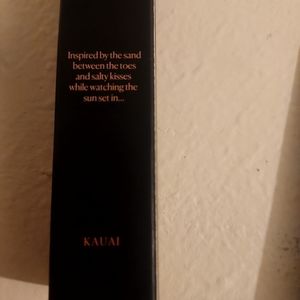 Inspired by the sand
between the toes
and salty kisses
while watching the
sun set in...
KAUAI